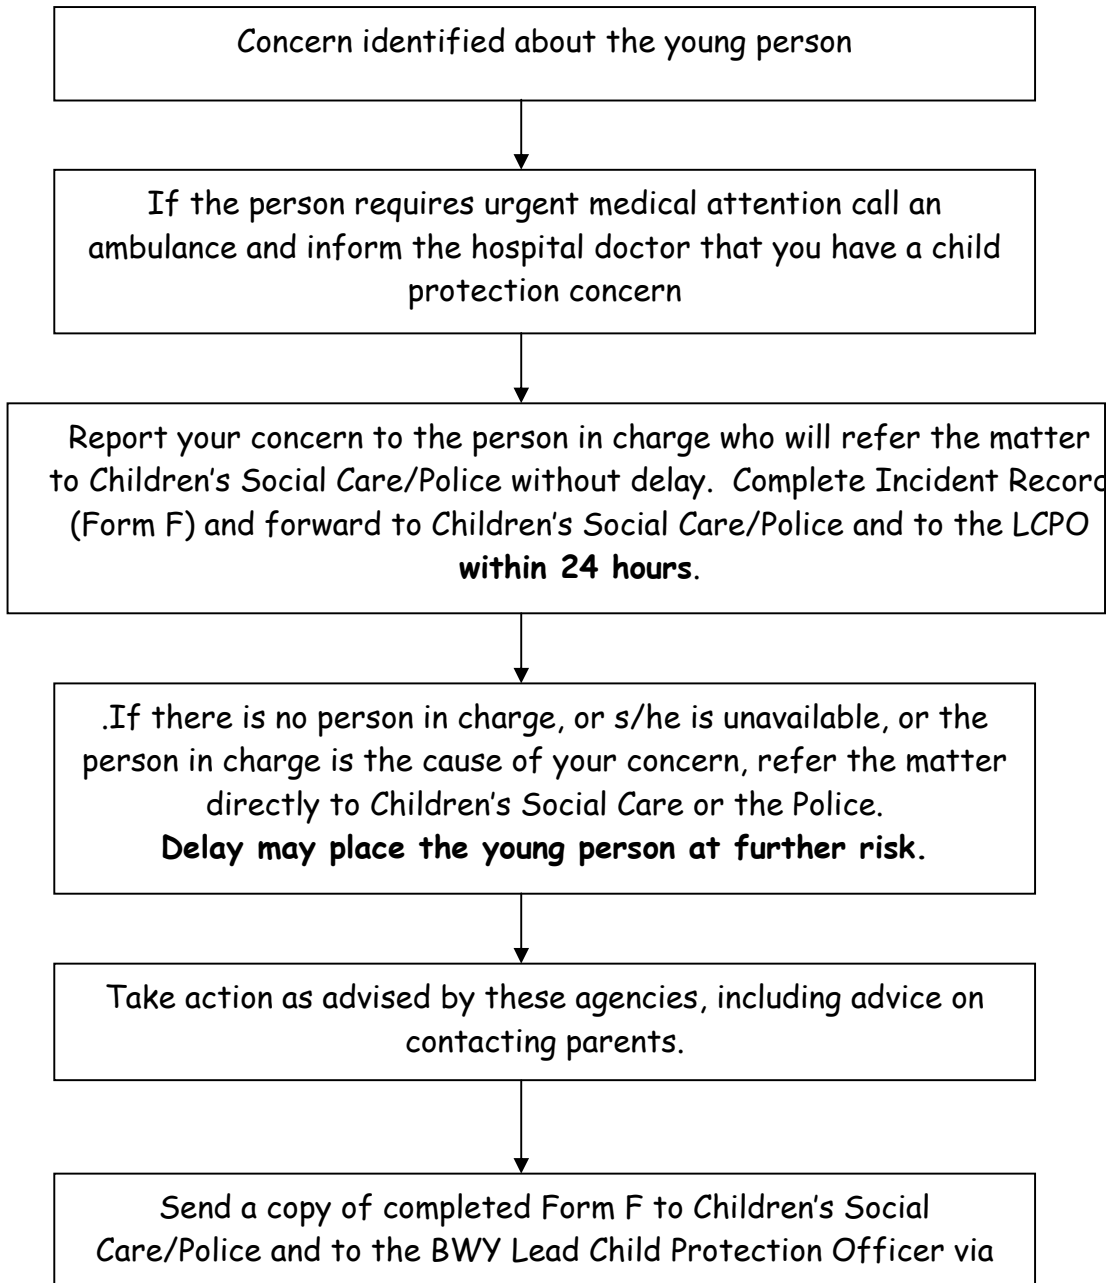 Concern identified about the young person
If the person requires urgent medical attention call an
ambulance and inform the hospital doctor that you have a child
protection concern
Report your concern to the person in charge who will refer the matter
to Children's Social Care/Police without delay.  Complete Incident Record
(Form F) and forward to Children's Social Care/Police and to the LCPO
within 24 hours.
.If there is no person in charge, or s/he is unavailable, or the
person in charge is the cause of your concern, refer the matter
directly to Children's Social Care or the Police.
Delay may place the young person at further risk.
Take action as advised by these agencies, including advice on
contacting parents.
Send a copy of completed Form F to Children's Social
Care/Police and to the BWY Lead Child Protection Officer via